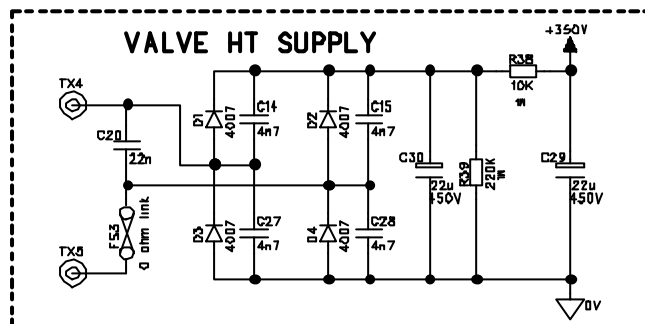 VALVE HT SUPPLY
+350V
TX4
R38
10K
1W
C20
22n
D1
4007
C14
4n7
D2
4007
C15
4n7
C30
22u
450V
R39
220K
1W
C29
22u
450V
FS3
0 ohm link
D3
4007
C27
4n7
D4
4007
C28
4n7
TX5
0V